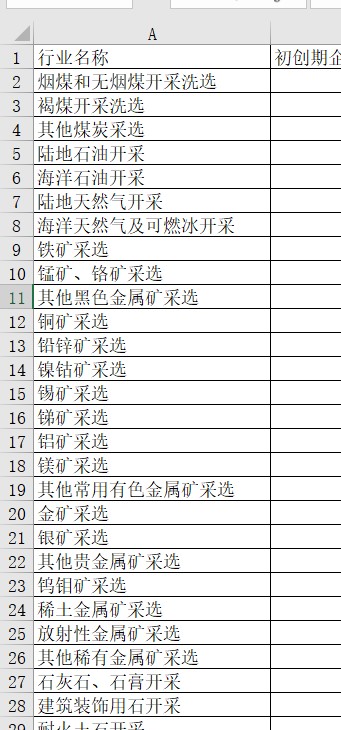 A
1 行业名称 初创期企
2 烟煤和无烟煤开采洗选
3 褐煤开采洗选
4 其他煤炭采选
5 陆地石油开采
6 海洋石油开采
7 陆地天然气开采
8 海洋天然气及可燃冰开采
9 铁矿采选
10 锰矿、铬矿采选
11 其他黑色金属矿采选
12 铜矿采选
13 铅锌矿采选
14 镍钴矿采选
15 锡矿采选
16 锑矿采选
17 铝矿采选
18 镁矿采选
19 其他常用有色金属矿采选
20 金矿采选
21 银矿采选
22 其他贵金属矿采选
23 钨钼矿采选
24 稀土金属矿采选
25 放射性金属矿采选
26 其他稀有金属矿采选
27 石灰石、石膏开采
28 建筑装饰用石开采
29 耐火土石开采